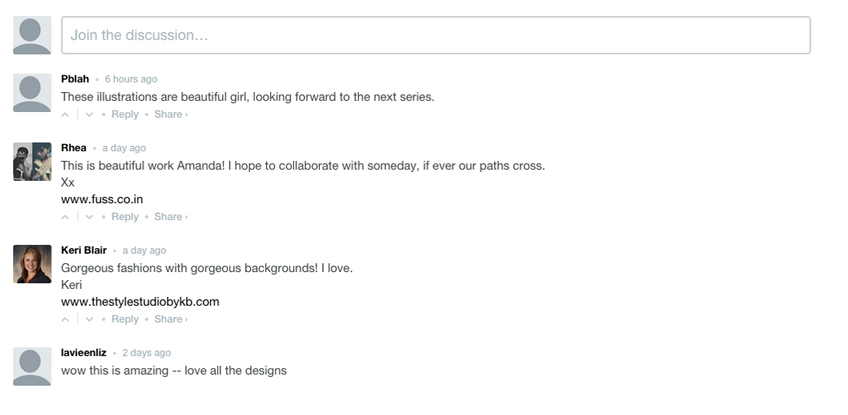 Join the discussion…
Pblah • 6 hours ago
These illustrations are beautiful girl, looking forward to the next series.
• Reply • Share ›
Rhea • a day ago
This is beautiful work Amanda! I hope to collaborate with someday, if ever our paths cross.
Xx
www.fuss.co.in
• Reply • Share ›
Keri Blair • a day ago
Gorgeous fashions with gorgeous backgrounds! I love.
Keri
www.thestylestudiobykb.com
• Reply • Share ›
lavieenliz • 2 days ago
wow this is amazing -- love all the designs